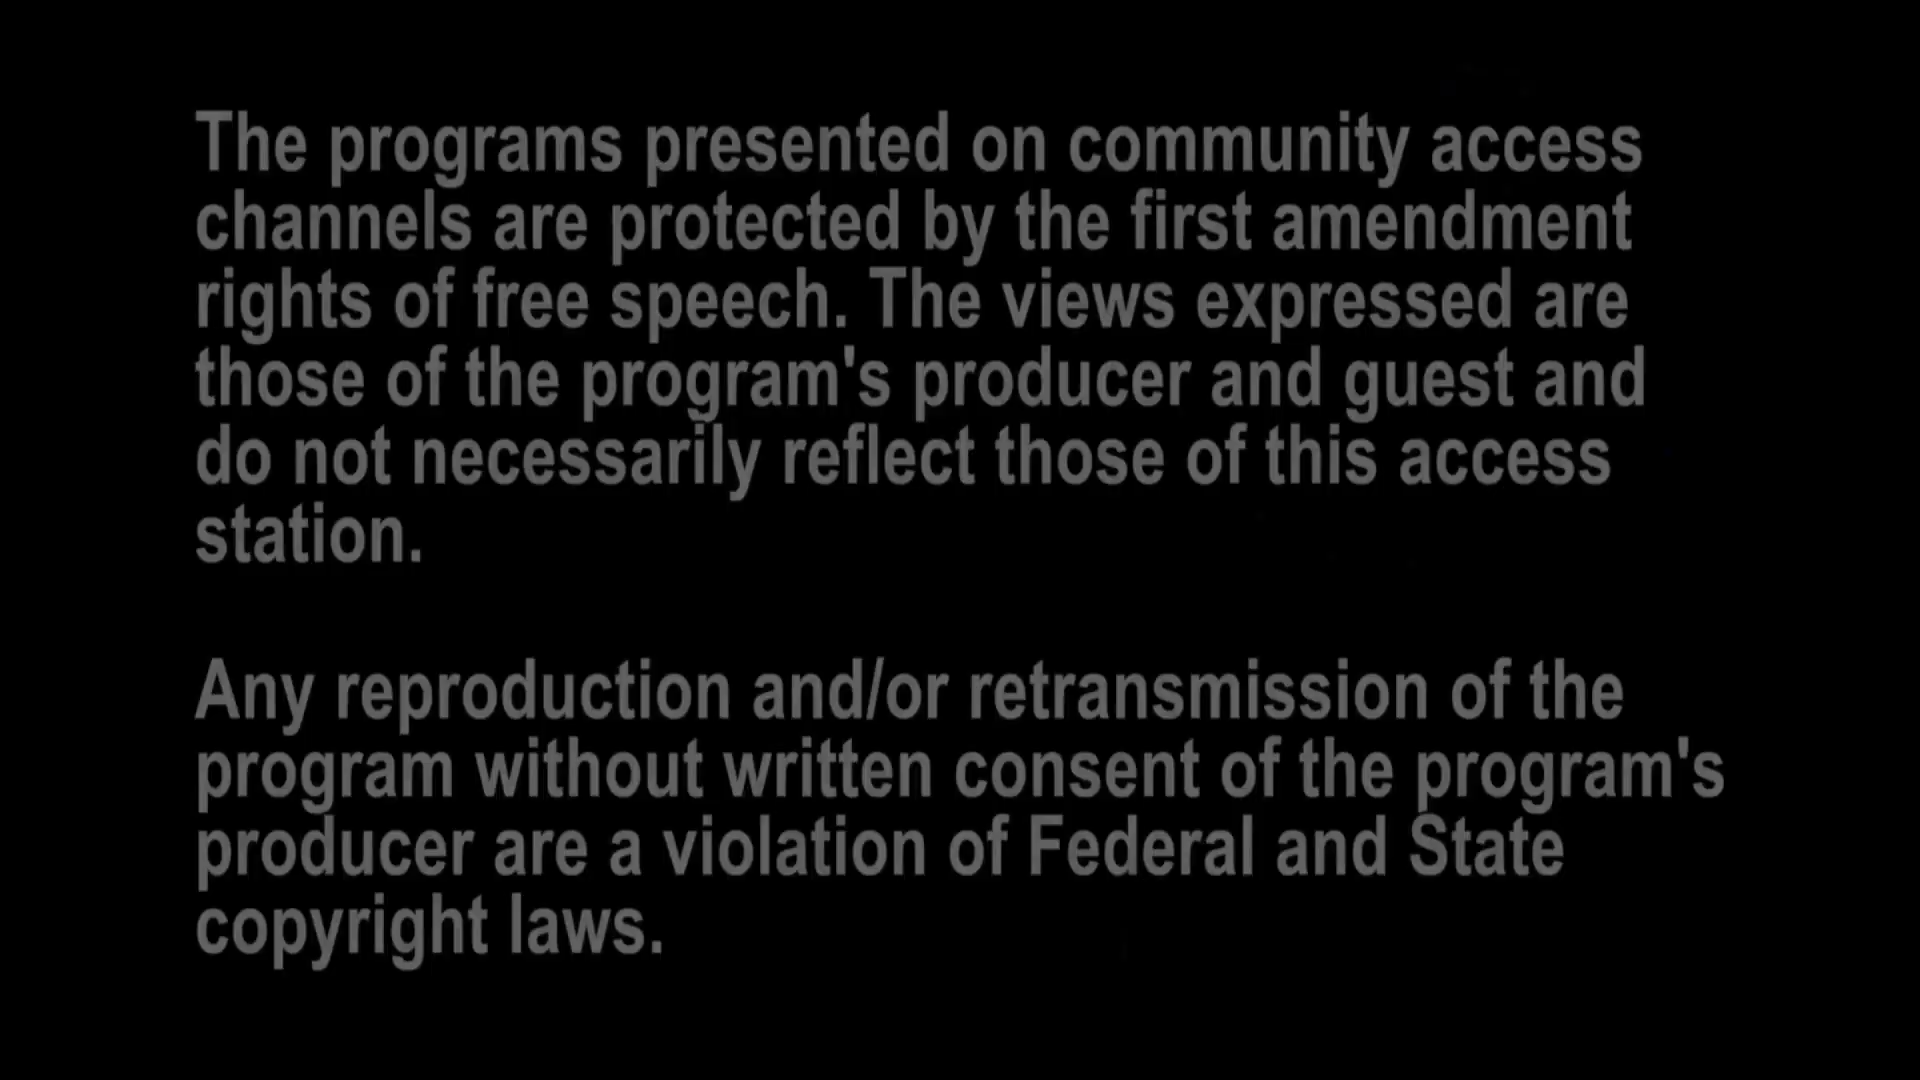 The programs presented on community access
channels are protected by the first amendment
rights of free speech. The views expressed are
those of the program's producer and guest and
do not necessarily reflect those of this access
station.
Any reproduction and/or retransmission of the
program without written consent of the program's
producer are a violation of Federal and State
copyright laws.